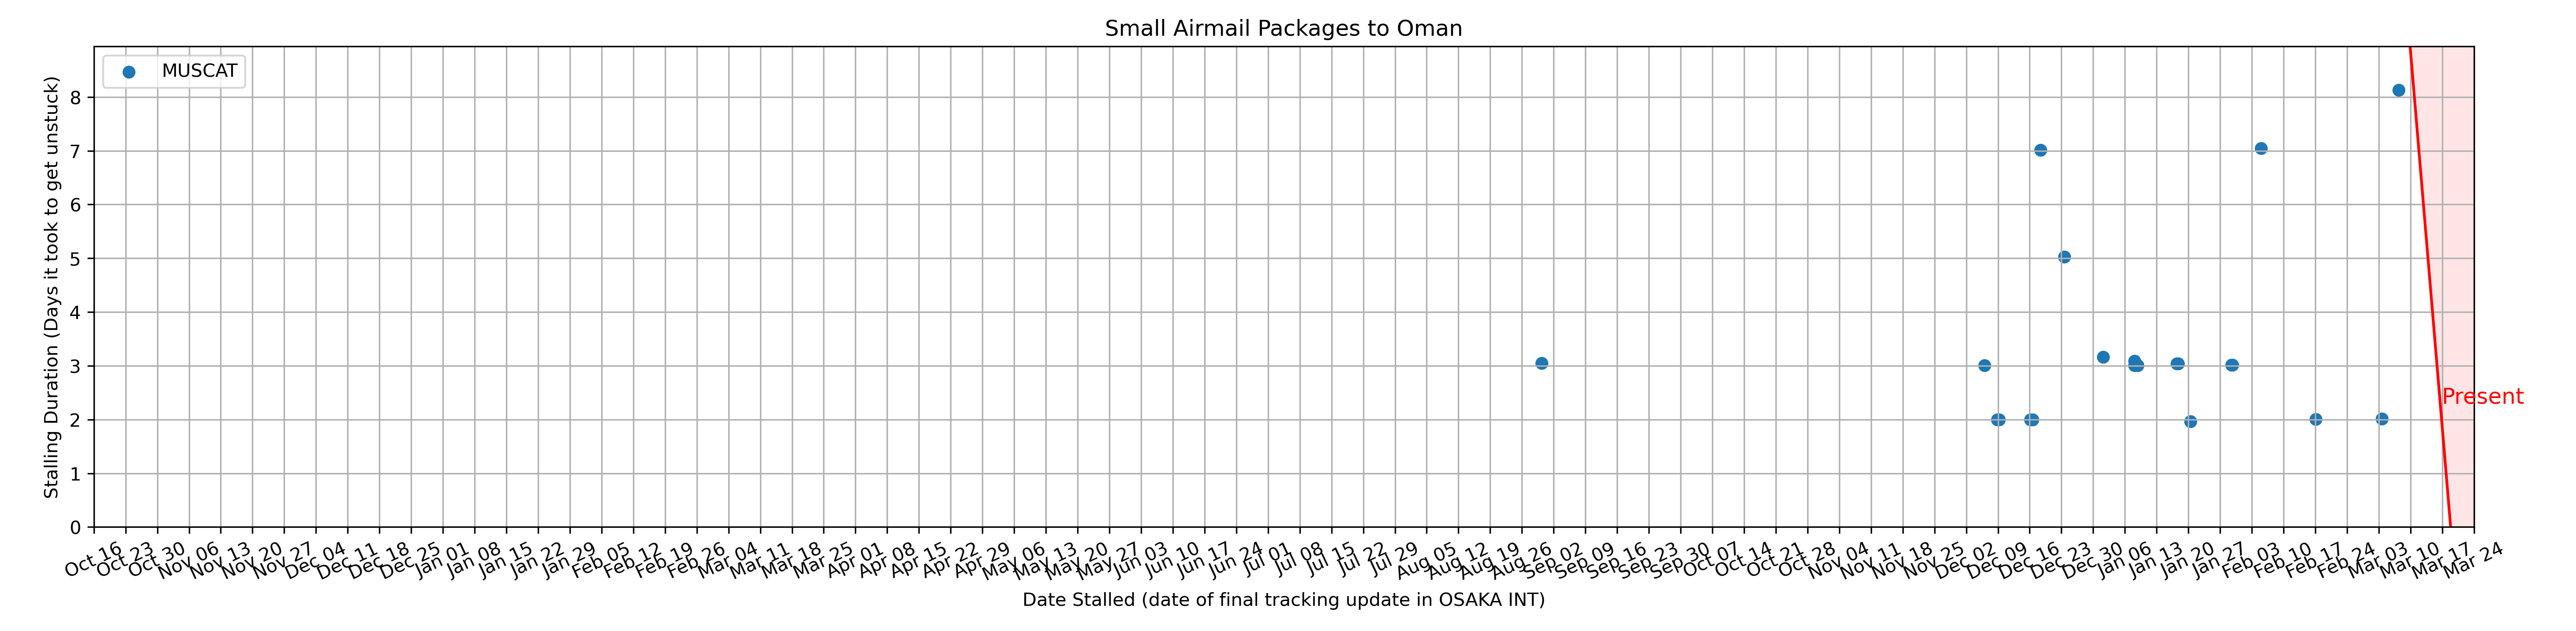 Small Airmail Packages to Oman
MUSCAT
Stalling Duration (Days it took to get unstuck)
8
7
6
5
4
3
2
1
0
Present
Oct 16 Oct 23 Oct 30 Nov 06 Nov 13 Nov 20 Nov 27 Dec 04 Dec 11 Dec 18 Dec 25 Jan 01 Jan 08 Jan 15 Jan 22 Jan 29 Feb 05 Feb 12 Feb 19 Feb 26 Mar 04 Mar 11 Mar 18 Mar 25 Apr 01 Apr 08 Apr 15 Apr 22 Apr 29 May 06 May 13 May 20 May 27 Jun 03 Jun 10 Jun 17 Jun 24 Jul 01 Jul 08 Jul 15 Jul 22 Jul 29 Aug 05 Aug 12 Aug 19 Aug 26 Sep 02 Sep 09 Sep 16 Sep 23 Sep 30 Oct 07 Oct 14 Oct 21 Oct 28 Nov 04 Nov 11 Nov 18 Nov 25 Dec 02 Dec 09 Dec 16 Dec 23 Dec 30 Jan 06 Jan 13 Jan 20 Jan 27 Feb 03 Feb 10 Feb 17 Feb 24 Mar 03 Mar 10 Mar 17 Mar 24
Date Stalled (date of final tracking update in OSAKA INT)